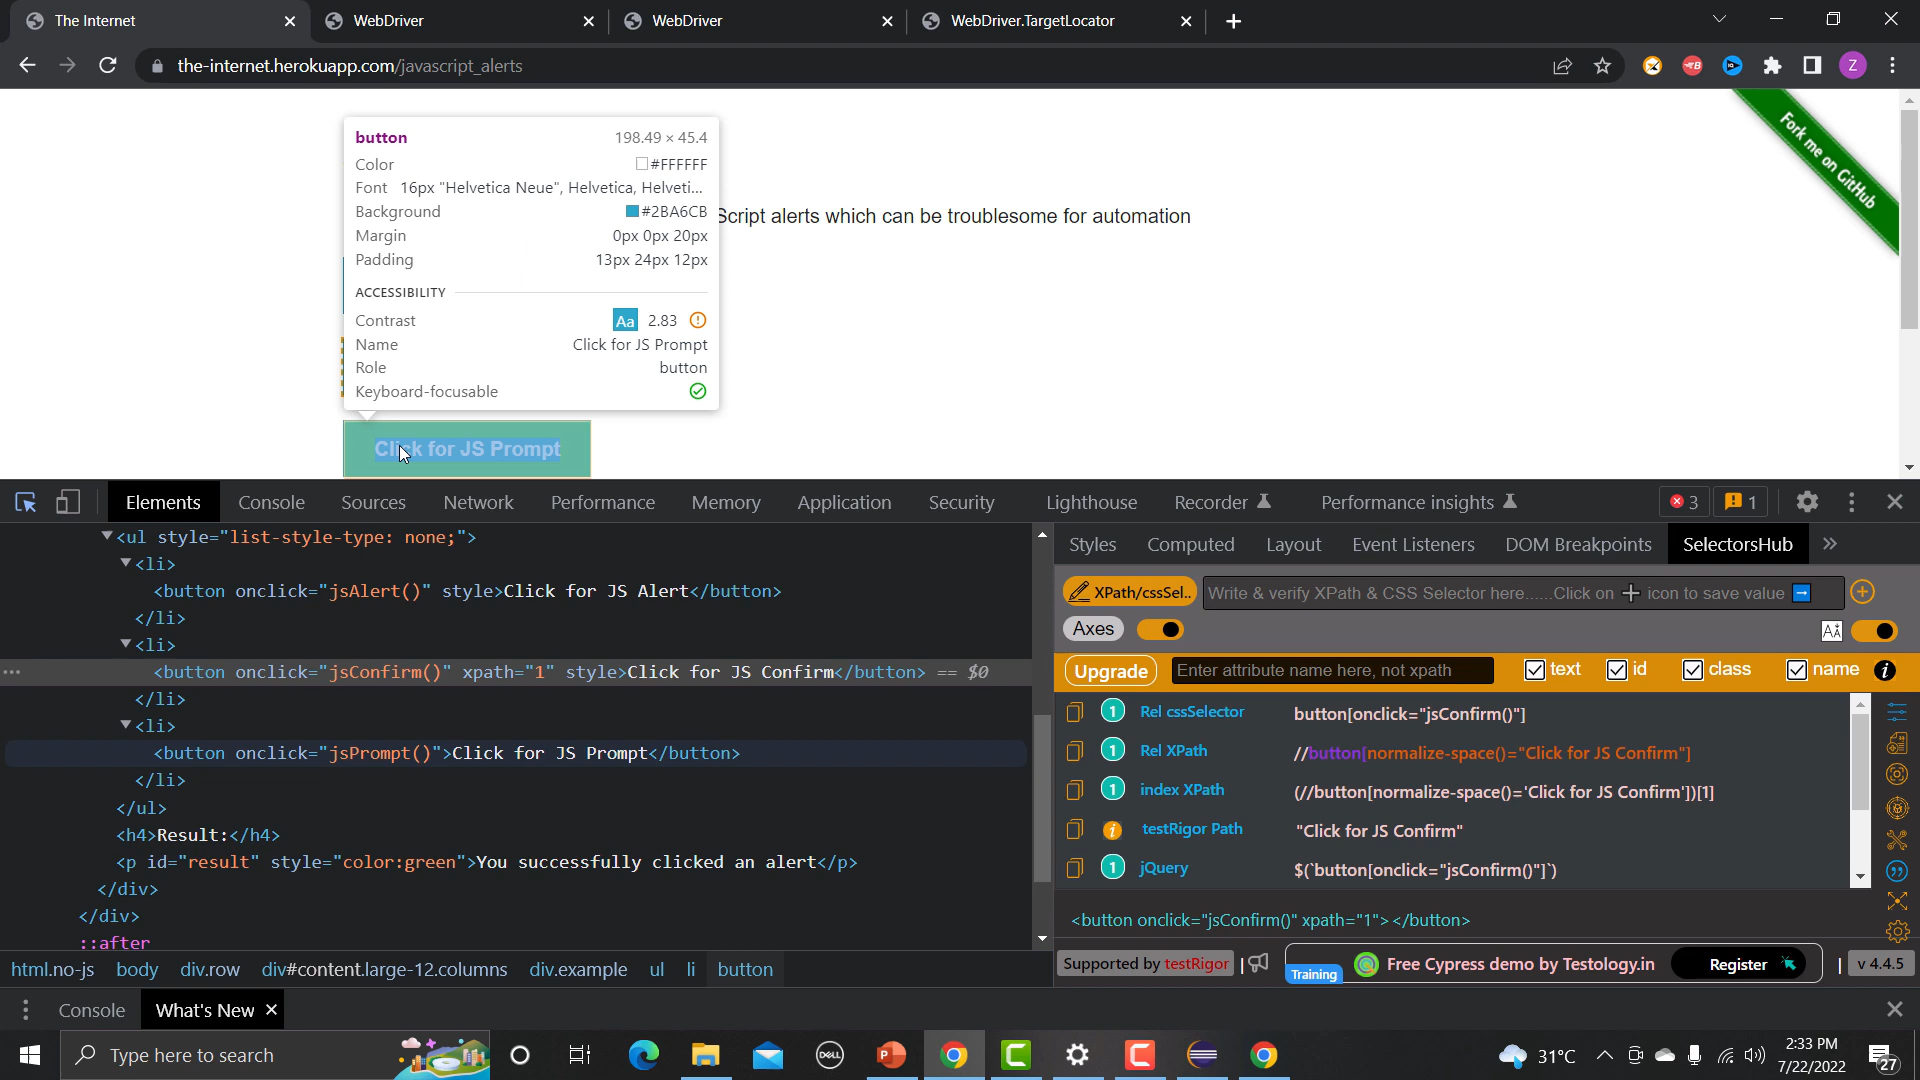 The Internet
WebDriver
WebDriver
WebDriver.TargetLocator
the-internet.herokuapp.com/javascript_alerts
Z
Fork me on GitHub
button 198.49 × 45.4
Color #FFFFFF
Font 16px "Helvetica Neue", Helvetica, Helveti...
Background #2BA6CB
Margin 0px 0px 20px
Padding 13px 24px 12px
ACCESSIBILITY
Contrast Aa 2.83
Name Click for JS Prompt
Role button
Keyboard-focusable
Script alerts which can be troublesome for automation
Click for JS Prompt
Elements Console Sources Network Performance Memory Application Security Lighthouse Recorder Performance insights 3 1
<ul style="list-style-type: none;">
<li>
<button onclick="jsAlert()" style>Click for JS Alert</button>
</li>
<li>
<button onclick="jsConfirm()" xpath="1" style>Click for JS Confirm</button> == $0
</li>
<li>
<button onclick="jsPrompt()">Click for JS Prompt</button>
</li>
</ul>
<h4>Result:</h4>
<p id="result" style="color:green">You successfully clicked an alert</p>
</div>
</div>
::after
html.no-js body div.row div#content.large-12.columns div.example ul li button
Styles Computed Layout Event Listeners DOM Breakpoints SelectorsHub
XPath/cssSel.. Write & verify XPath & CSS Selector here......Click on + icon to save value
Axes
Upgrade Enter attribute name here, not xpath text id class name
1 Rel cssSelector button[onclick="jsConfirm()"]
1 Rel XPath //button[normalize-space()="Click for JS Confirm"]
1 index XPath (//button[normalize-space()='Click for JS Confirm'])[1]
testRigor Path "Click for JS Confirm"
1 jQuery $(`button[onclick="jsConfirm()"]`)
<button onclick="jsConfirm()" xpath="1"></button>
Supported by testRigor | Training Free Cypress demo by Testology.in Register | v 4.4.5
Console What's New
Type here to search
DELL
31°C
2:33 PM
7/22/2022
27